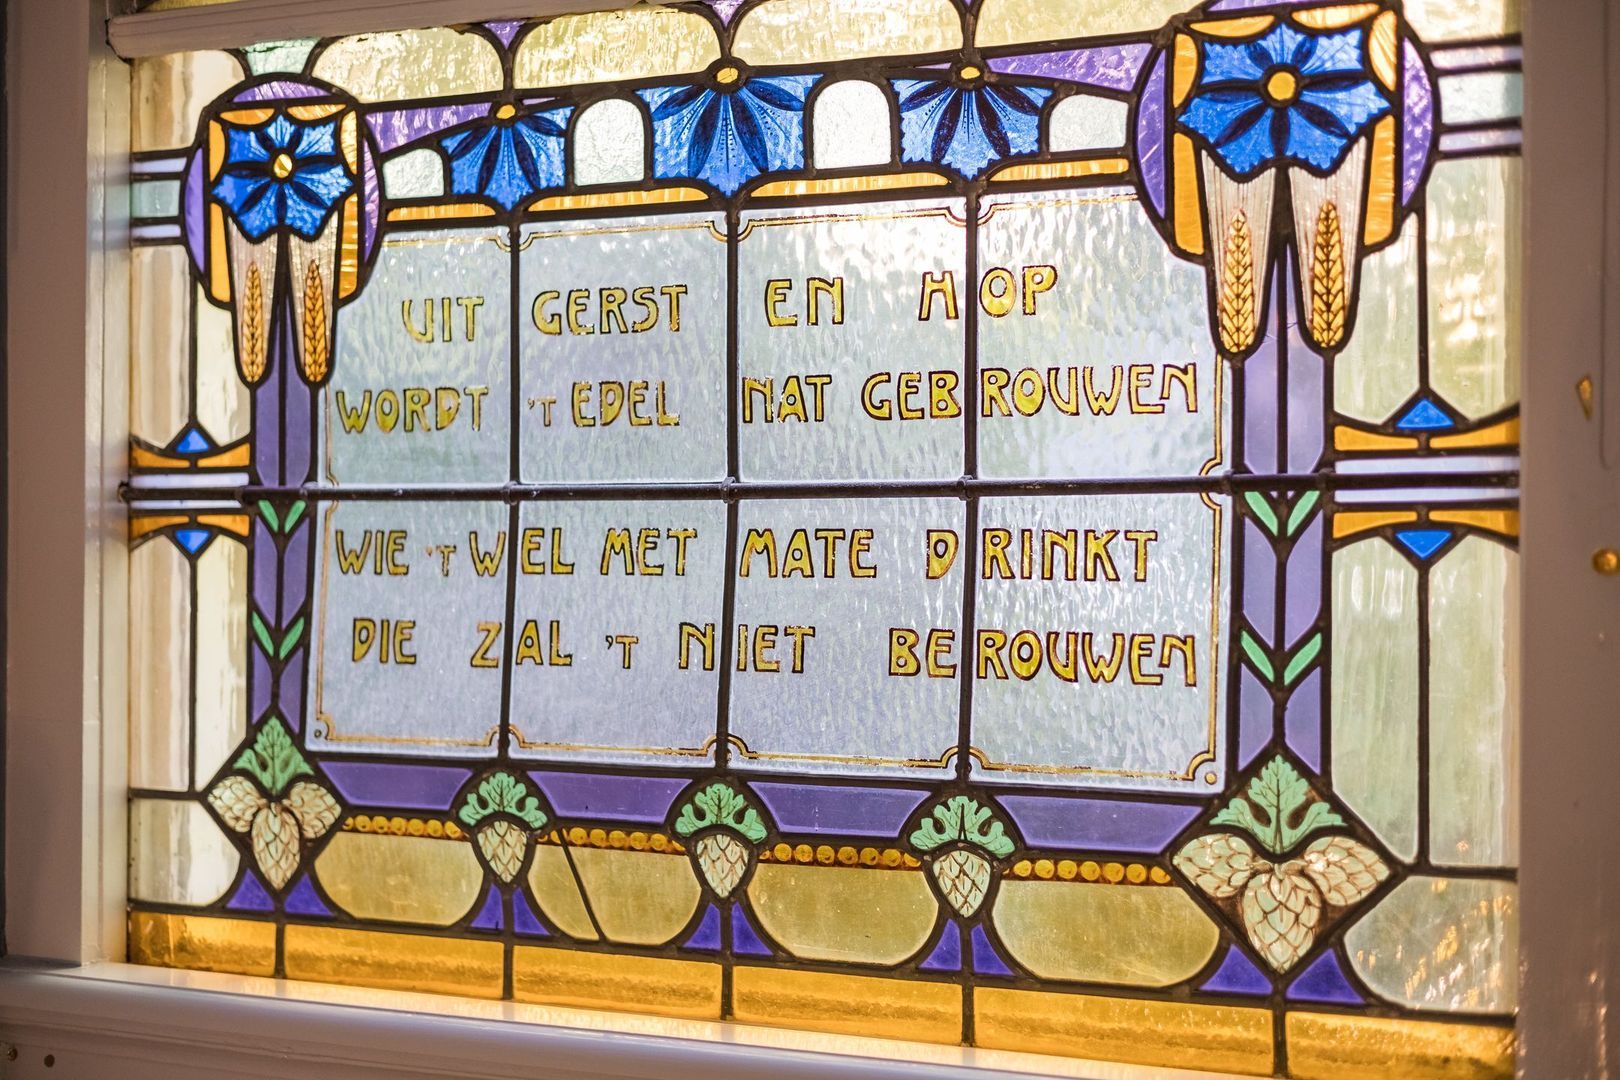 UIT GERST EN HOP
WORDT 'T EDEL NAT GEBROUWEN
WIE 'T WEL MET MATE DRINKT
DIE ZAL 'T NIET BEROUWEN